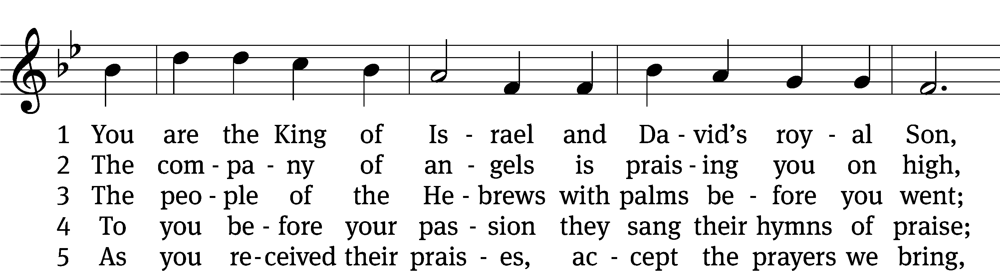 1 You are the King of Is - rael and Da - vid’s roy - al Son,
2 The com - pa - ny of an - gels is prais - ing you on high,
3 The peo - ple of the He - brews with palms be - fore you went;
4 To you be - fore your pas - sion they sang their hymns of praise;
5 As you re - ceived their prais - es, ac - cept the prayers we bring,